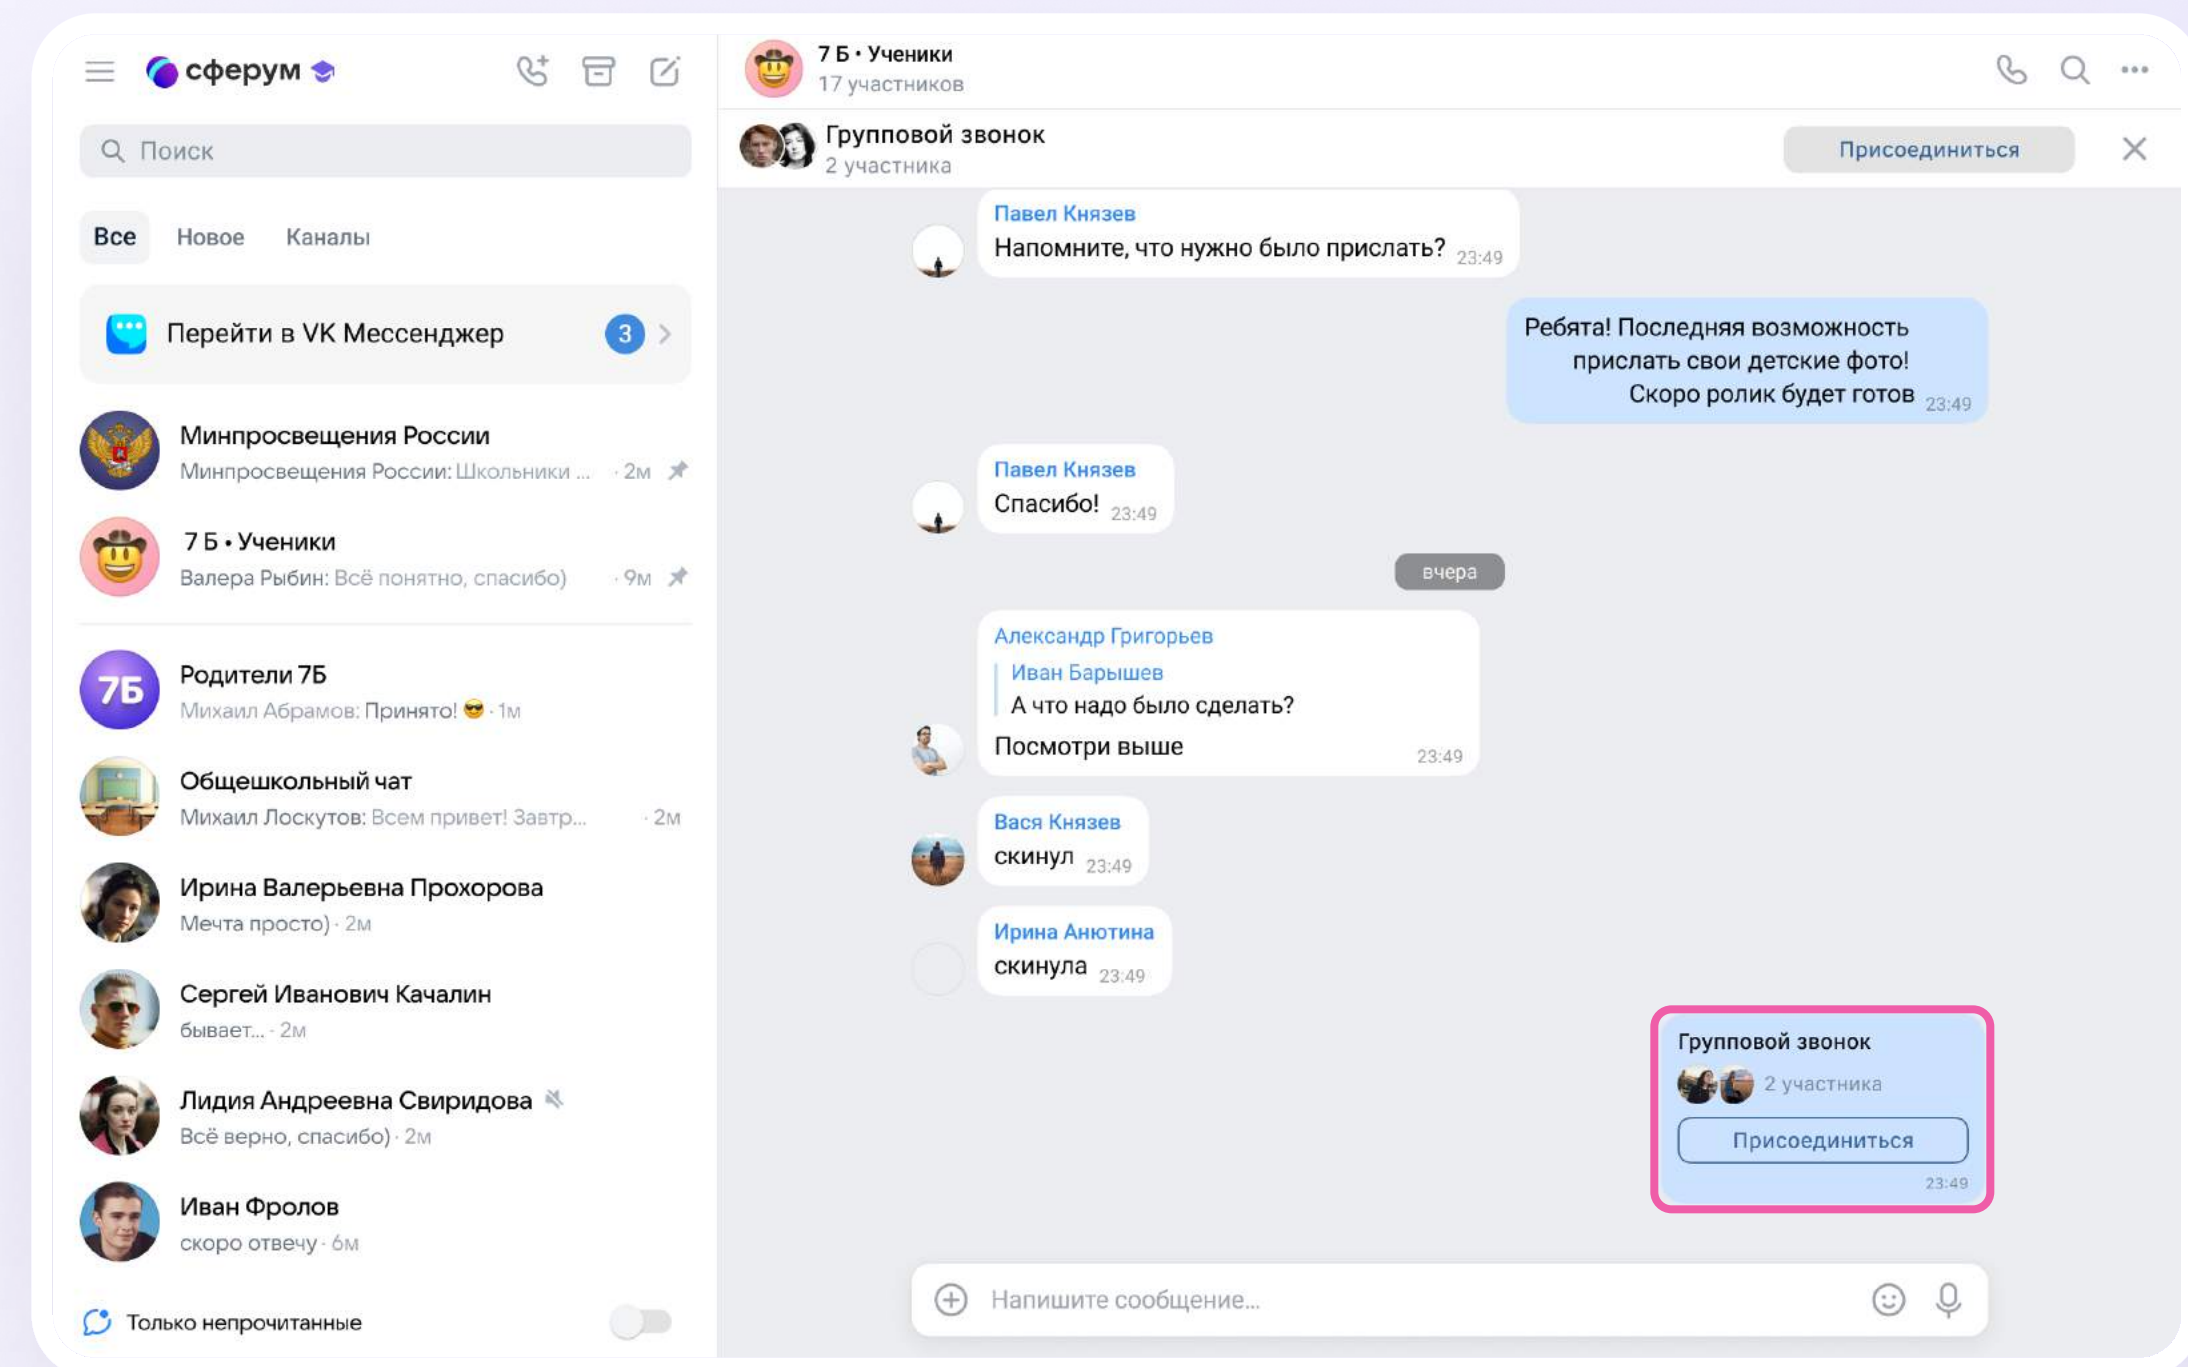 сферум
Поиск
Все Новое Каналы
Перейти в VK Мессенджер 3
Минпросвещения России
Минпросвещения России: Школьники ... · 2м
7 Б • Ученики
Валера Рыбин: Всё понятно, спасибо) · 9м
7Б
Родители 7Б
Михаил Абрамов: Принято! 😎 · 1м
Общешкольный чат
Михаил Лоскутов: Всем привет! Завтр... · 2м
Ирина Валерьевна Прохорова
Мечта просто) · 2м
Сергей Иванович Качалин
бывает... · 2м
Лидия Андреевна Свиридова
Всё верно, спасибо) · 2м
Иван Фролов
скоро отвечу · 6м
Только непрочитанные
7 Б • Ученики
17 участников
Групповой звонок
2 участника
Присоединиться
Павел Князев
Напомните, что нужно было прислать? 23:49
Ребята! Последняя возможность
прислать свои детские фото!
Скоро ролик будет готов 23:49
Павел Князев
Спасибо! 23:49
вчера
Александр Григорьев
Иван Барышев
А что надо было сделать?
Посмотри выше 23:49
Вася Князев
скинул 23:49
Ирина Анютина
скинула 23:49
Групповой звонок
2 участника
Присоединиться
23:49
Напишите сообщение...